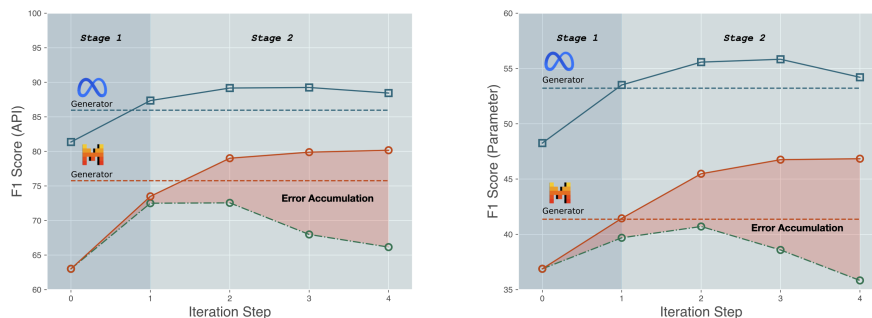 Stage 1
Stage 2
Generator
Generator
Error Accumulation
F1 Score (API)
100
95
90
85
80
75
70
65
60
0
1
2
3
4
Iteration Step
Stage 1
Stage 2
Generator
Generator
Error Accumulation
F1 Score (Parameter)
60
55
50
45
40
35
0
1
2
3
4
Iteration Step